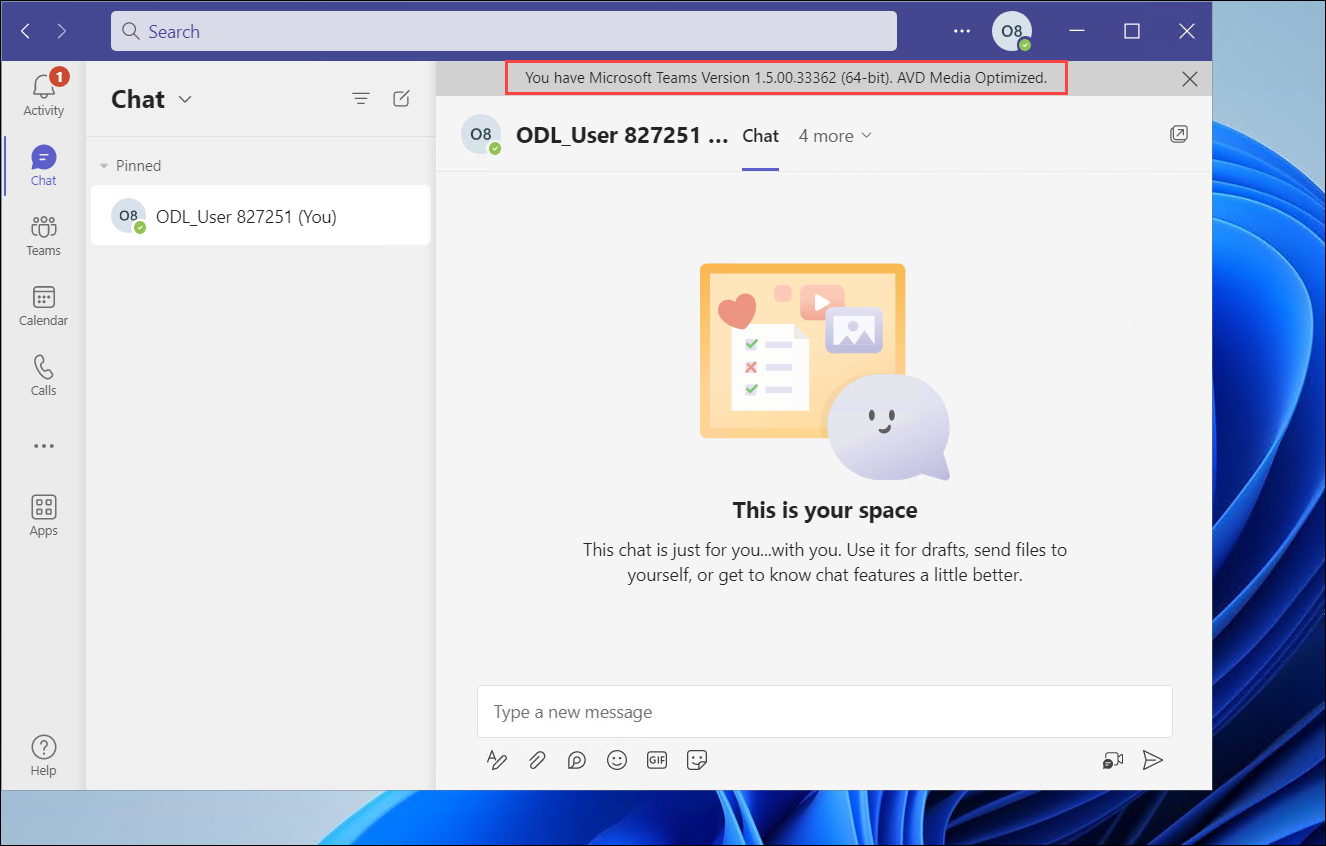 Search
O8
1
Activity
Chat
Teams
Calendar
Calls
Apps
Help
Chat
Pinned
O8
ODL_User 827251 (You)
You have Microsoft Teams Version 1.5.00.33362 (64-bit). AVD Media Optimized.
O8
ODL_User 827251 ...
Chat
4 more
This is your space
This chat is just for you...with you. Use it for drafts, send files to
yourself, or get to know chat features a little better.
Type a new message
GIF